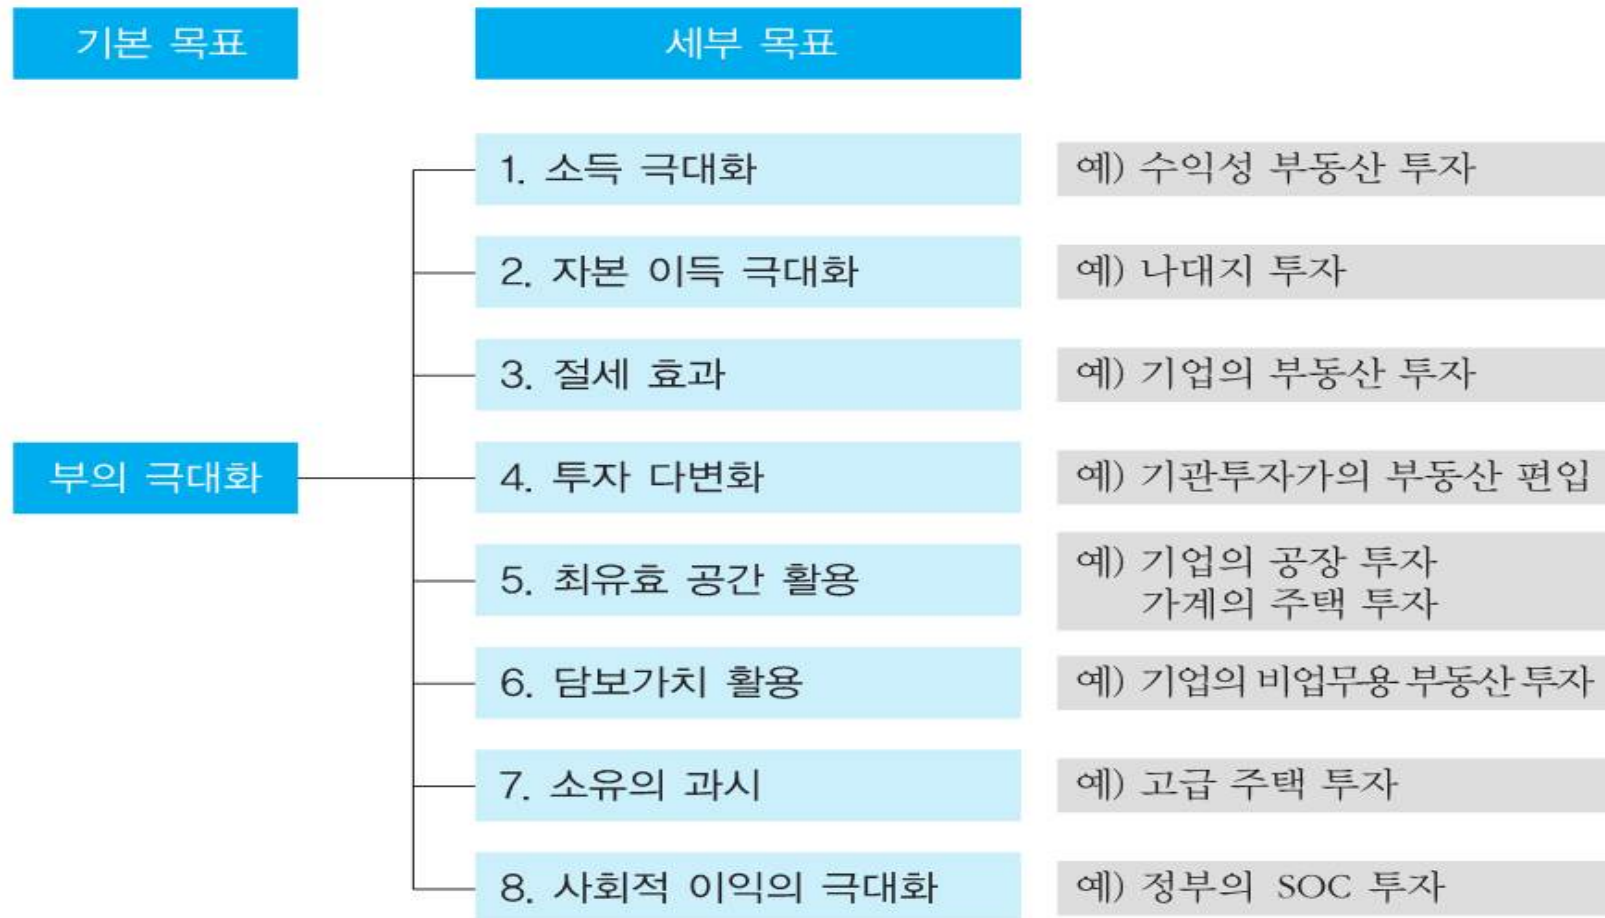 기본 목표
세부 목표
1. 소득 극대화
예) 수익성 부동산 투자
2. 자본 이득 극대화
예) 나대지 투자
3. 절세 효과
예) 기업의 부동산 투자
부의 극대화
4. 투자 다변화
예) 기관투자가의 부동산 편입
5. 최유효 공간 활용
예) 기업의 공장 투자
가계의 주택 투자
6. 담보가치 활용
예) 기업의 비업무용 부동산 투자
7. 소유의 과시
예) 고급 주택 투자
8. 사회적 이익의 극대화
예) 정부의 SOC 투자